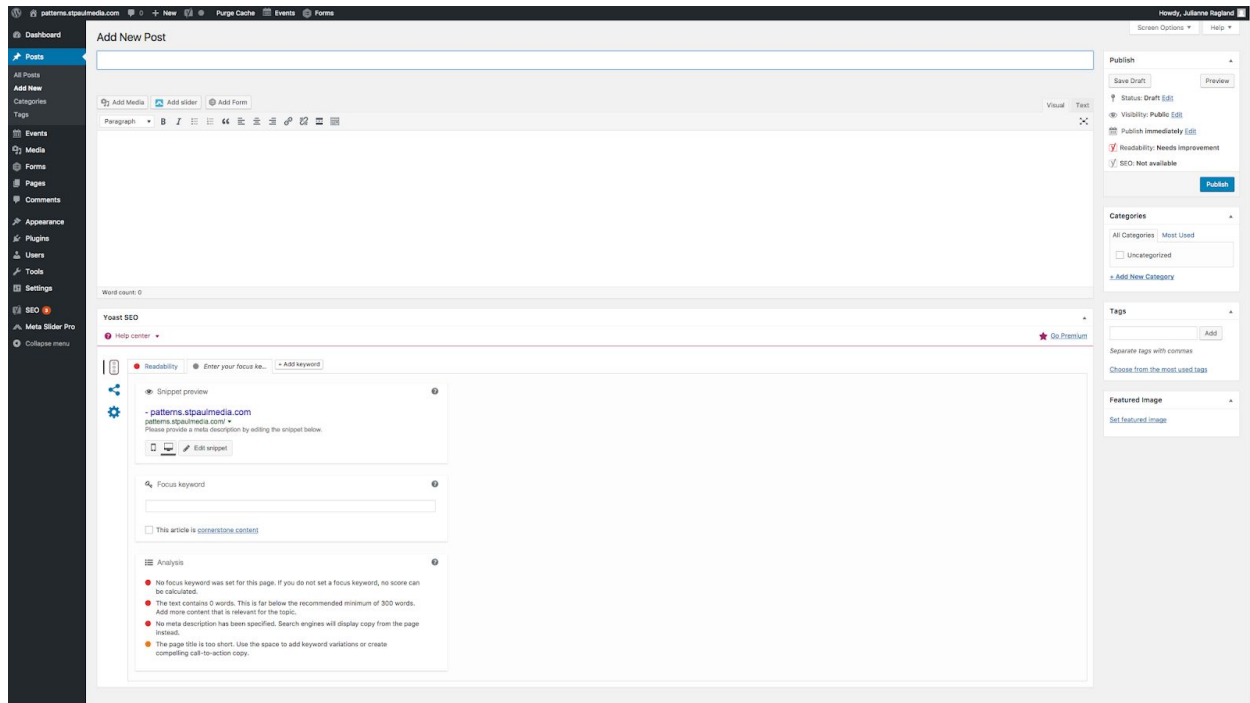 patterns.stpaulmedia.com 0 + New Purge Cache Events Forms Howdy, Julianne Ragland
Screen Options ▼ Help ▼
Dashboard
Posts
All Posts
Add New
Categories
Tags
Events
Media
Forms
Pages
Comments
Appearance
Plugins
Users
Tools
Settings
SEO
Meta Slider Pro
Collapse menu
Add New Post
Add Media Add slider Add Form Visual Text
Paragraph B I
Word count: 0
Yoast SEO
Help center Go Premium
Readability Enter your focus ke... + Add keyword
Snippet preview
- patterns.stpaulmedia.com
patterns.stpaulmedia.com/
Please provide a meta description by editing the snippet below.
Edit snippet
Focus keyword
This article is cornerstone content
Analysis
No focus keyword was set for this page. If you do not set a focus keyword, no score can
be calculated.
The text contains 0 words. This is far below the recommended minimum of 300 words.
Add more content that is relevant for the topic.
No meta description has been specified. Search engines will display copy from the page
instead.
The page title is too short. Use the space to add keyword variations or create
compelling call-to-action copy.
Publish
Save Draft Preview
Status: Draft Edit
Visibility: Public Edit
Publish immediately Edit
Readability: Needs improvement
SEO: Not available
Publish
Categories
All Categories Most Used
Uncategorized
+ Add New Category
Tags
Add
Separate tags with commas
Choose from the most used tags
Featured Image
Set featured image